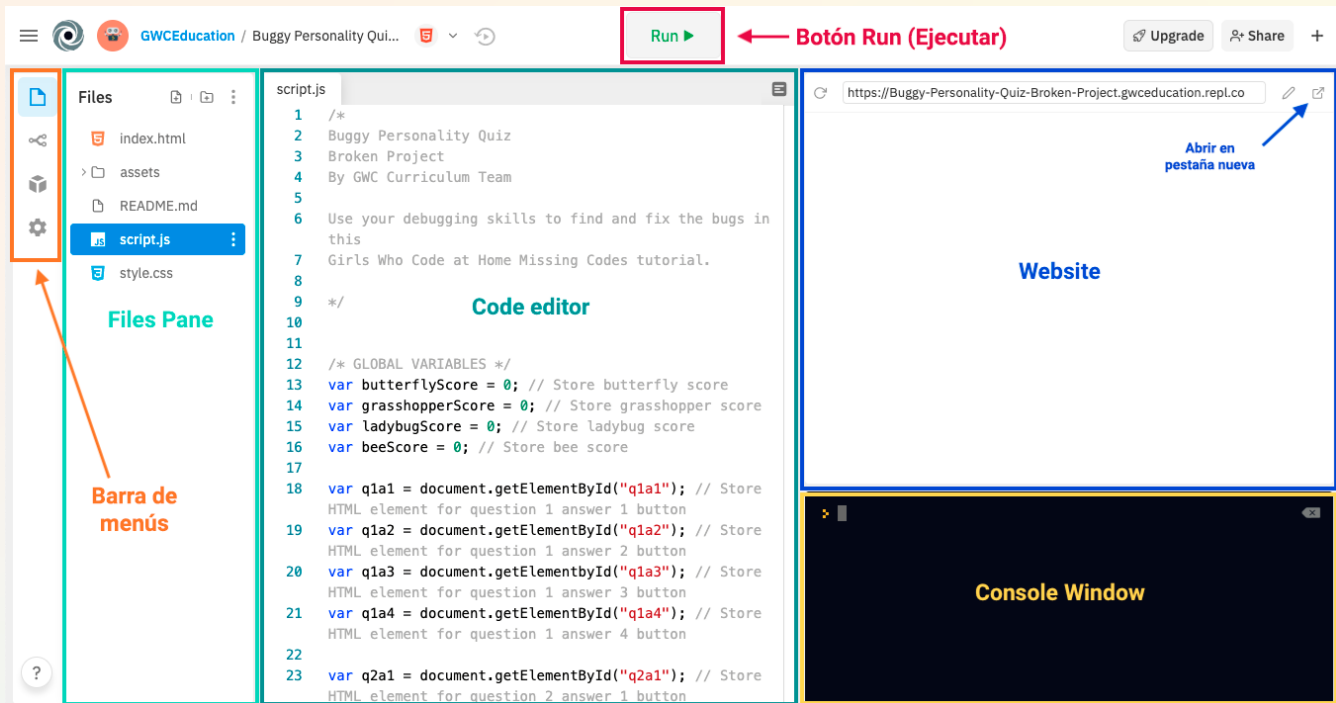 GWCEducation / Buggy Personality Qui...
Run
Botón Run (Ejecutar)
Upgrade
Share
Files
index.html
assets
README.md
JS script.js
style.css
Files Pane
Barra de
menús
?
script.js
1 /*
2 Buggy Personality Quiz
3 Broken Project
4 By GWC Curriculum Team
5
6 Use your debugging skills to find and fix the bugs in
this
7 Girls Who Code at Home Missing Codes tutorial.
8
9 */
Code editor
10
11
12 /* GLOBAL VARIABLES */
13 var butterflyScore = 0; // Store butterfly score
14 var grasshopperScore = 0; // Store grasshopper score
15 var ladybugScore = 0; // Store ladybug score
16 var beeScore = 0; // Store bee score
17
18 var q1a1 = document.getElementById("q1a1"); // Store
HTML element for question 1 answer 1 button
19 var q1a2 = document.getElementById("q1a2"); // Store
HTML element for question 1 answer 2 button
20 var q1a3 = document.getElementbyId("q1a3"); // Store
HTML element for question 1 answer 3 button
21 var q1a4 = document.getElementById("q1a4"); // Store
HTML element for question 1 answer 4 button
22
23 var q2a1 = document.getElementById("q2a1"); // Store
HTML element for question 2 answer 1 button
https://Buggy-Personality-Quiz-Broken-Project.gwceducation.repl.co
Abrir en
pestaña nueva
Website
Console Window